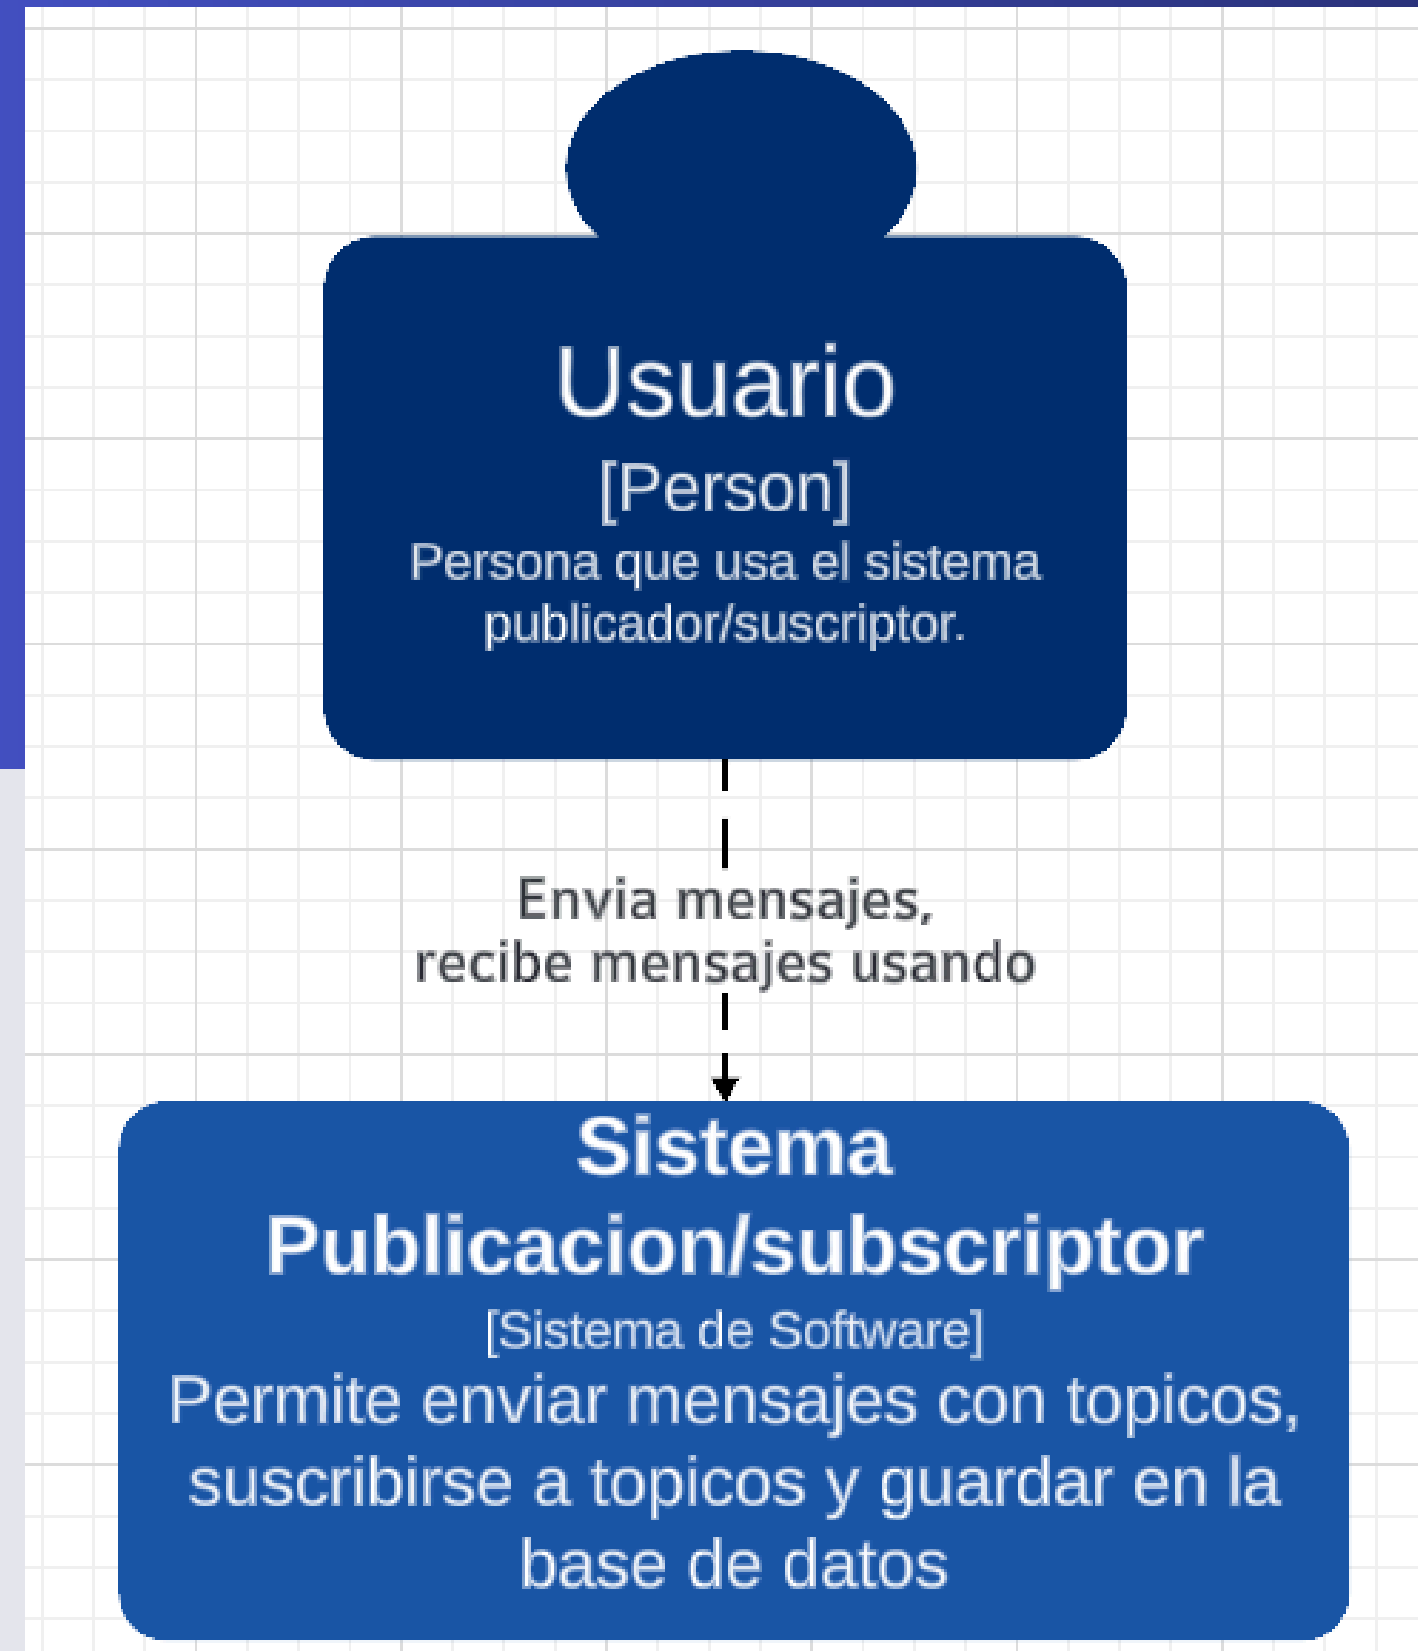 Usuario
[Person]
Persona que usa el sistema
publicador/suscriptor.
Envia mensajes,
recibe mensajes usando
Sistema
Publicacion/subscriptor
[Sistema de Software]
Permite enviar mensajes con topicos,
suscribirse a topicos y guardar en la
base de datos